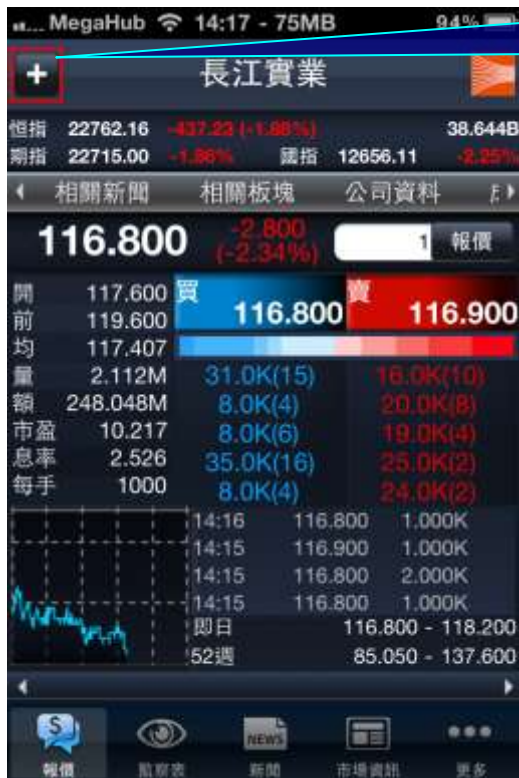 MegaHub 14:17 - 75MB 94%
+ 長江實業
恒指 22762.16 -437.23 (-1.88%) 38.644B
期指 22715.00 -1.86% 國指 12656.11 -2.25%
相關新聞 相關板塊 公司資料
116.800 -2.800 (-2.34%) 1 報價
開 117.600 買 116.800 賣 116.900
前 119.600
均 117.407
量 2.112M 31.0K(15) 16.0K(10)
額 248.048M 8.0K(4) 20.0K(8)
市盈 10.217 8.0K(6) 19.0K(4)
息率 2.526 35.0K(16) 25.0K(2)
每手 1000 8.0K(4) 24.0K(2)
14:16 116.800 1.000K
14:15 116.900 1.000K
14:15 116.800 2.000K
14:15 116.800 1.000K
即日 116.800 - 118.200
52週 85.050 - 137.600
報價 監察表 NEWS 新聞 市場資訊 更多